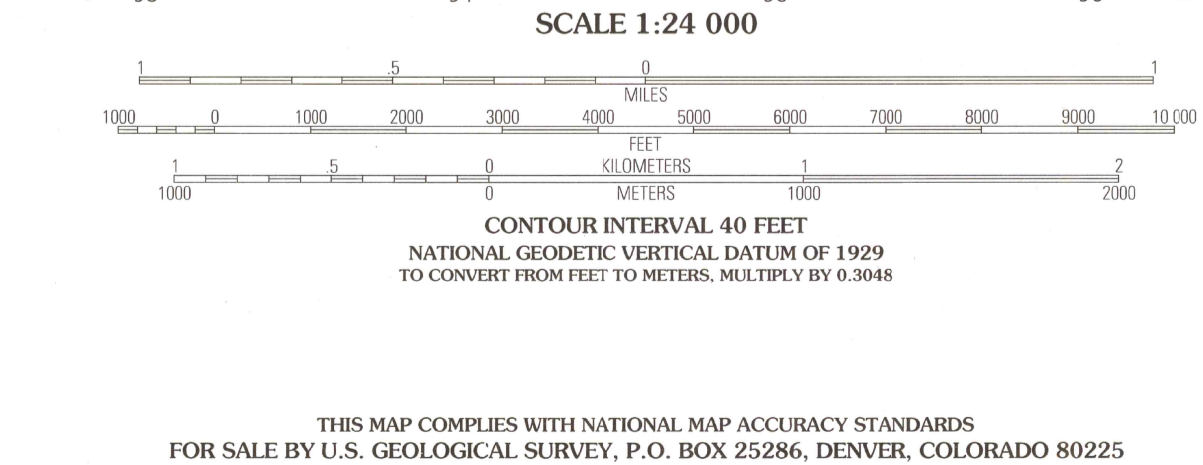 SCALE 1:24 000
1 .5 0 1
MILES
1000 0 1000 2000 3000 4000 5000 6000 7000 8000 9000 10 000
FEET
1 .5 0 KILOMETERS 1 2
1000 0 METERS 1000 2000
CONTOUR INTERVAL 40 FEET
NATIONAL GEODETIC VERTICAL DATUM OF 1929
TO CONVERT FROM FEET TO METERS, MULTIPLY BY 0.3048
THIS MAP COMPLIES WITH NATIONAL MAP ACCURACY STANDARDS
FOR SALE BY U.S. GEOLOGICAL SURVEY, P.O. BOX 25286, DENVER, COLORADO 80225